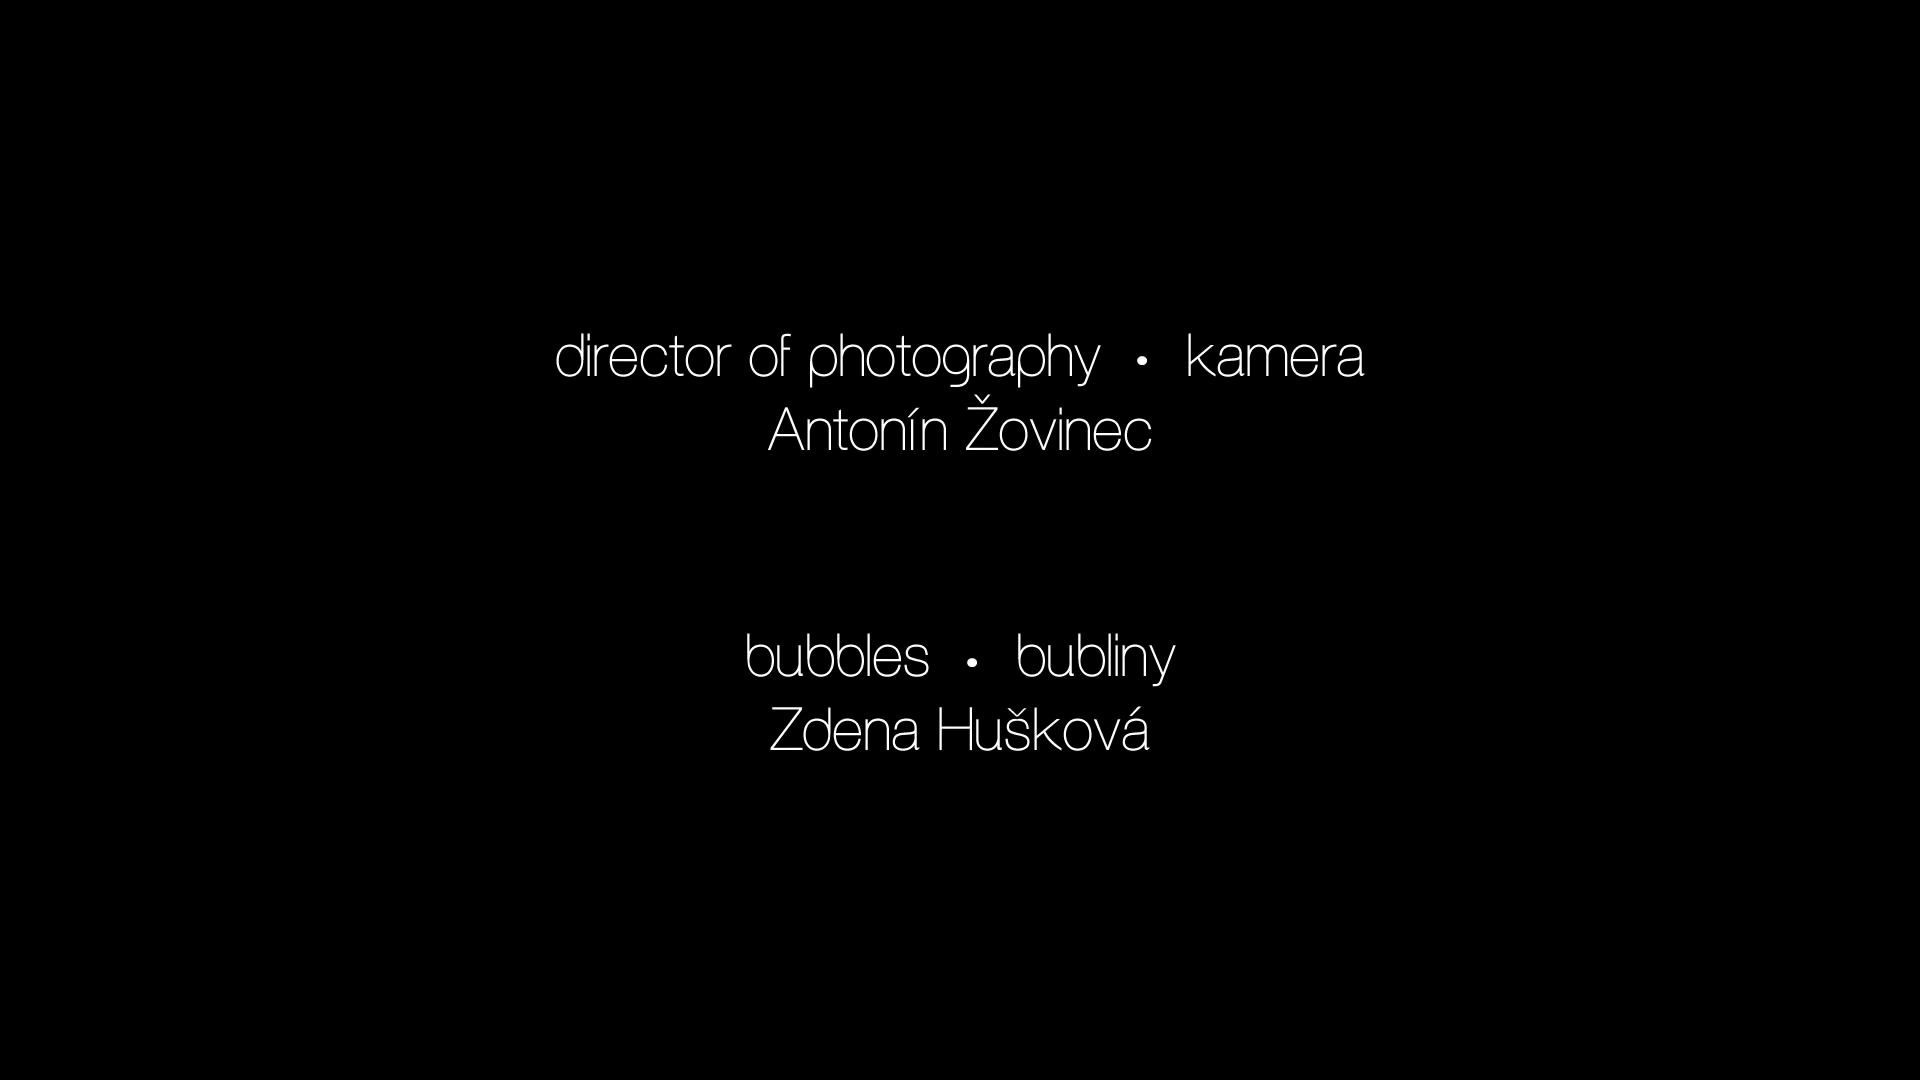 director of photography • kamera
Antonín Žovinec
bubbles • bubliny
Zdena Hušková